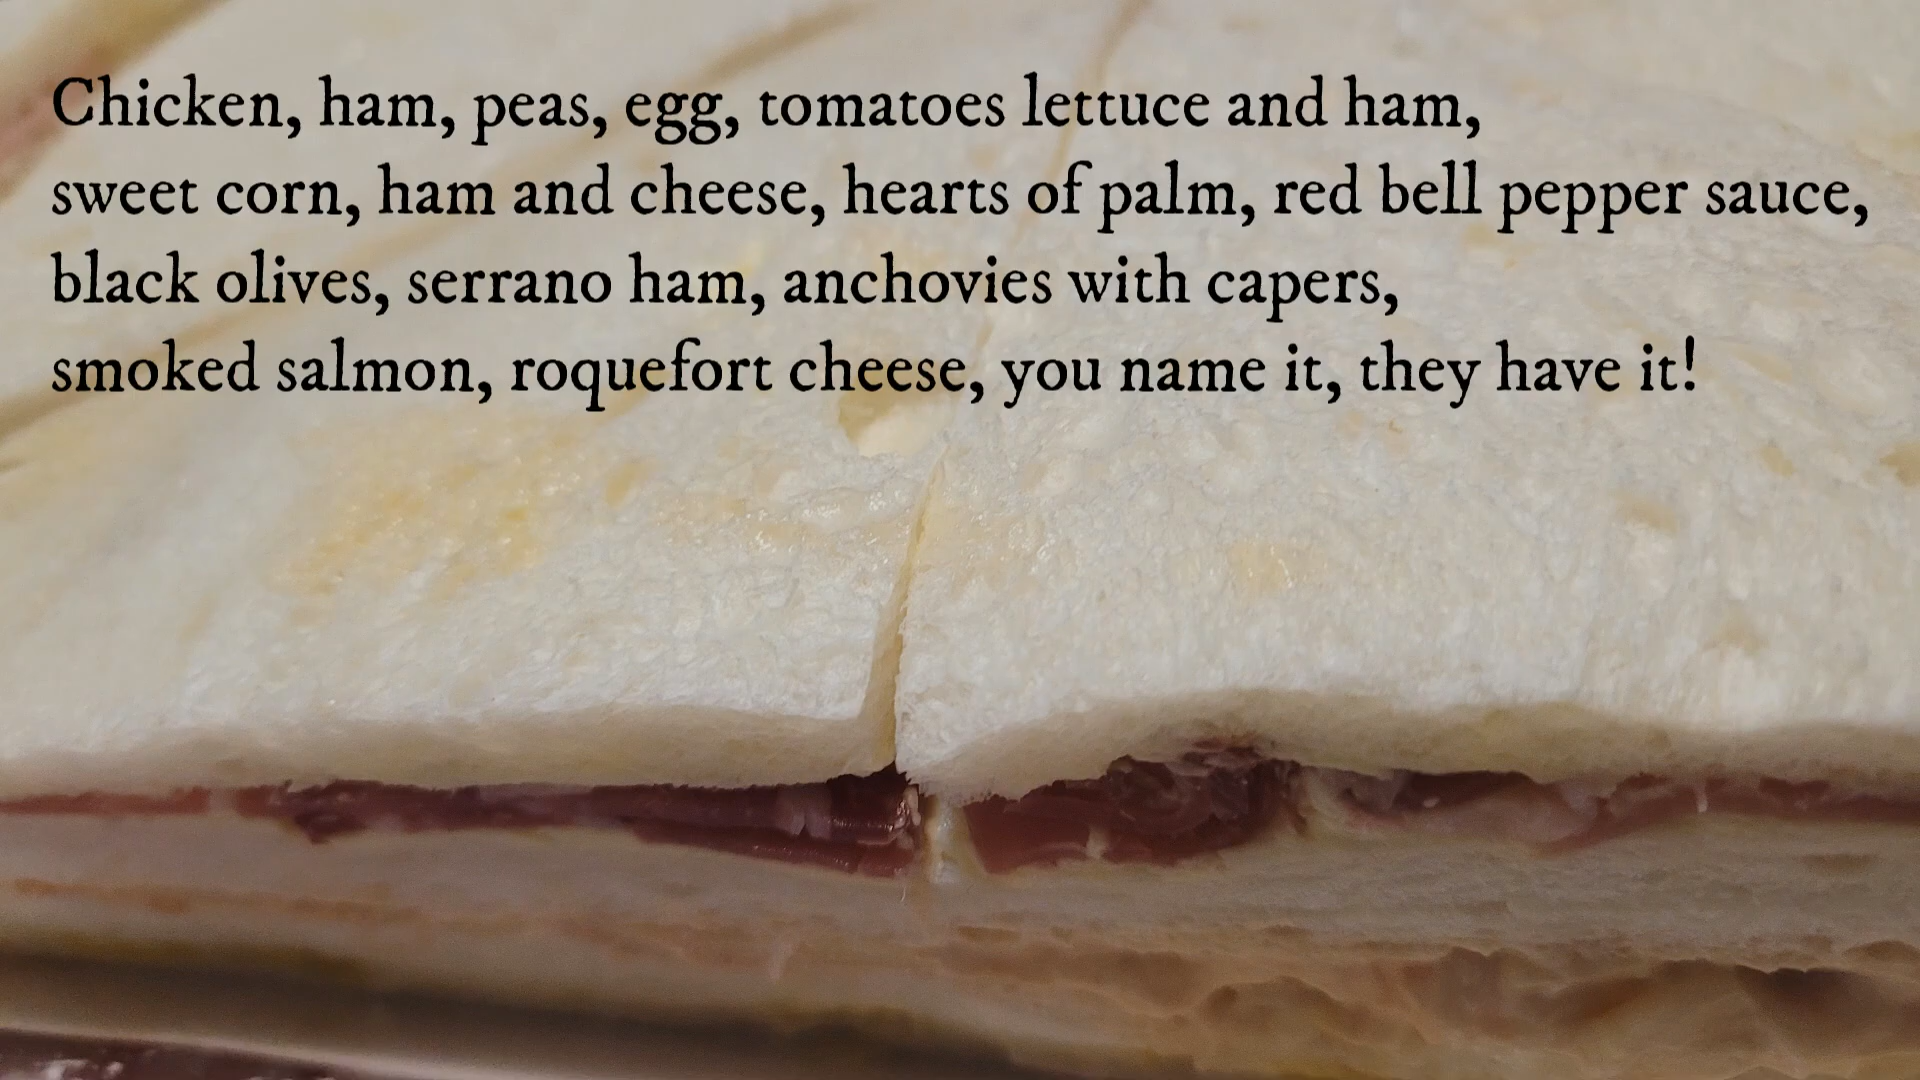 Chicken, ham, peas, egg, tomatoes lettuce and ham,
sweet corn, ham and cheese, hearts of palm, red bell pepper sauce,
black olives, serrano ham, anchovies with capers,
smoked salmon, roquefort cheese, you name it, they have it!